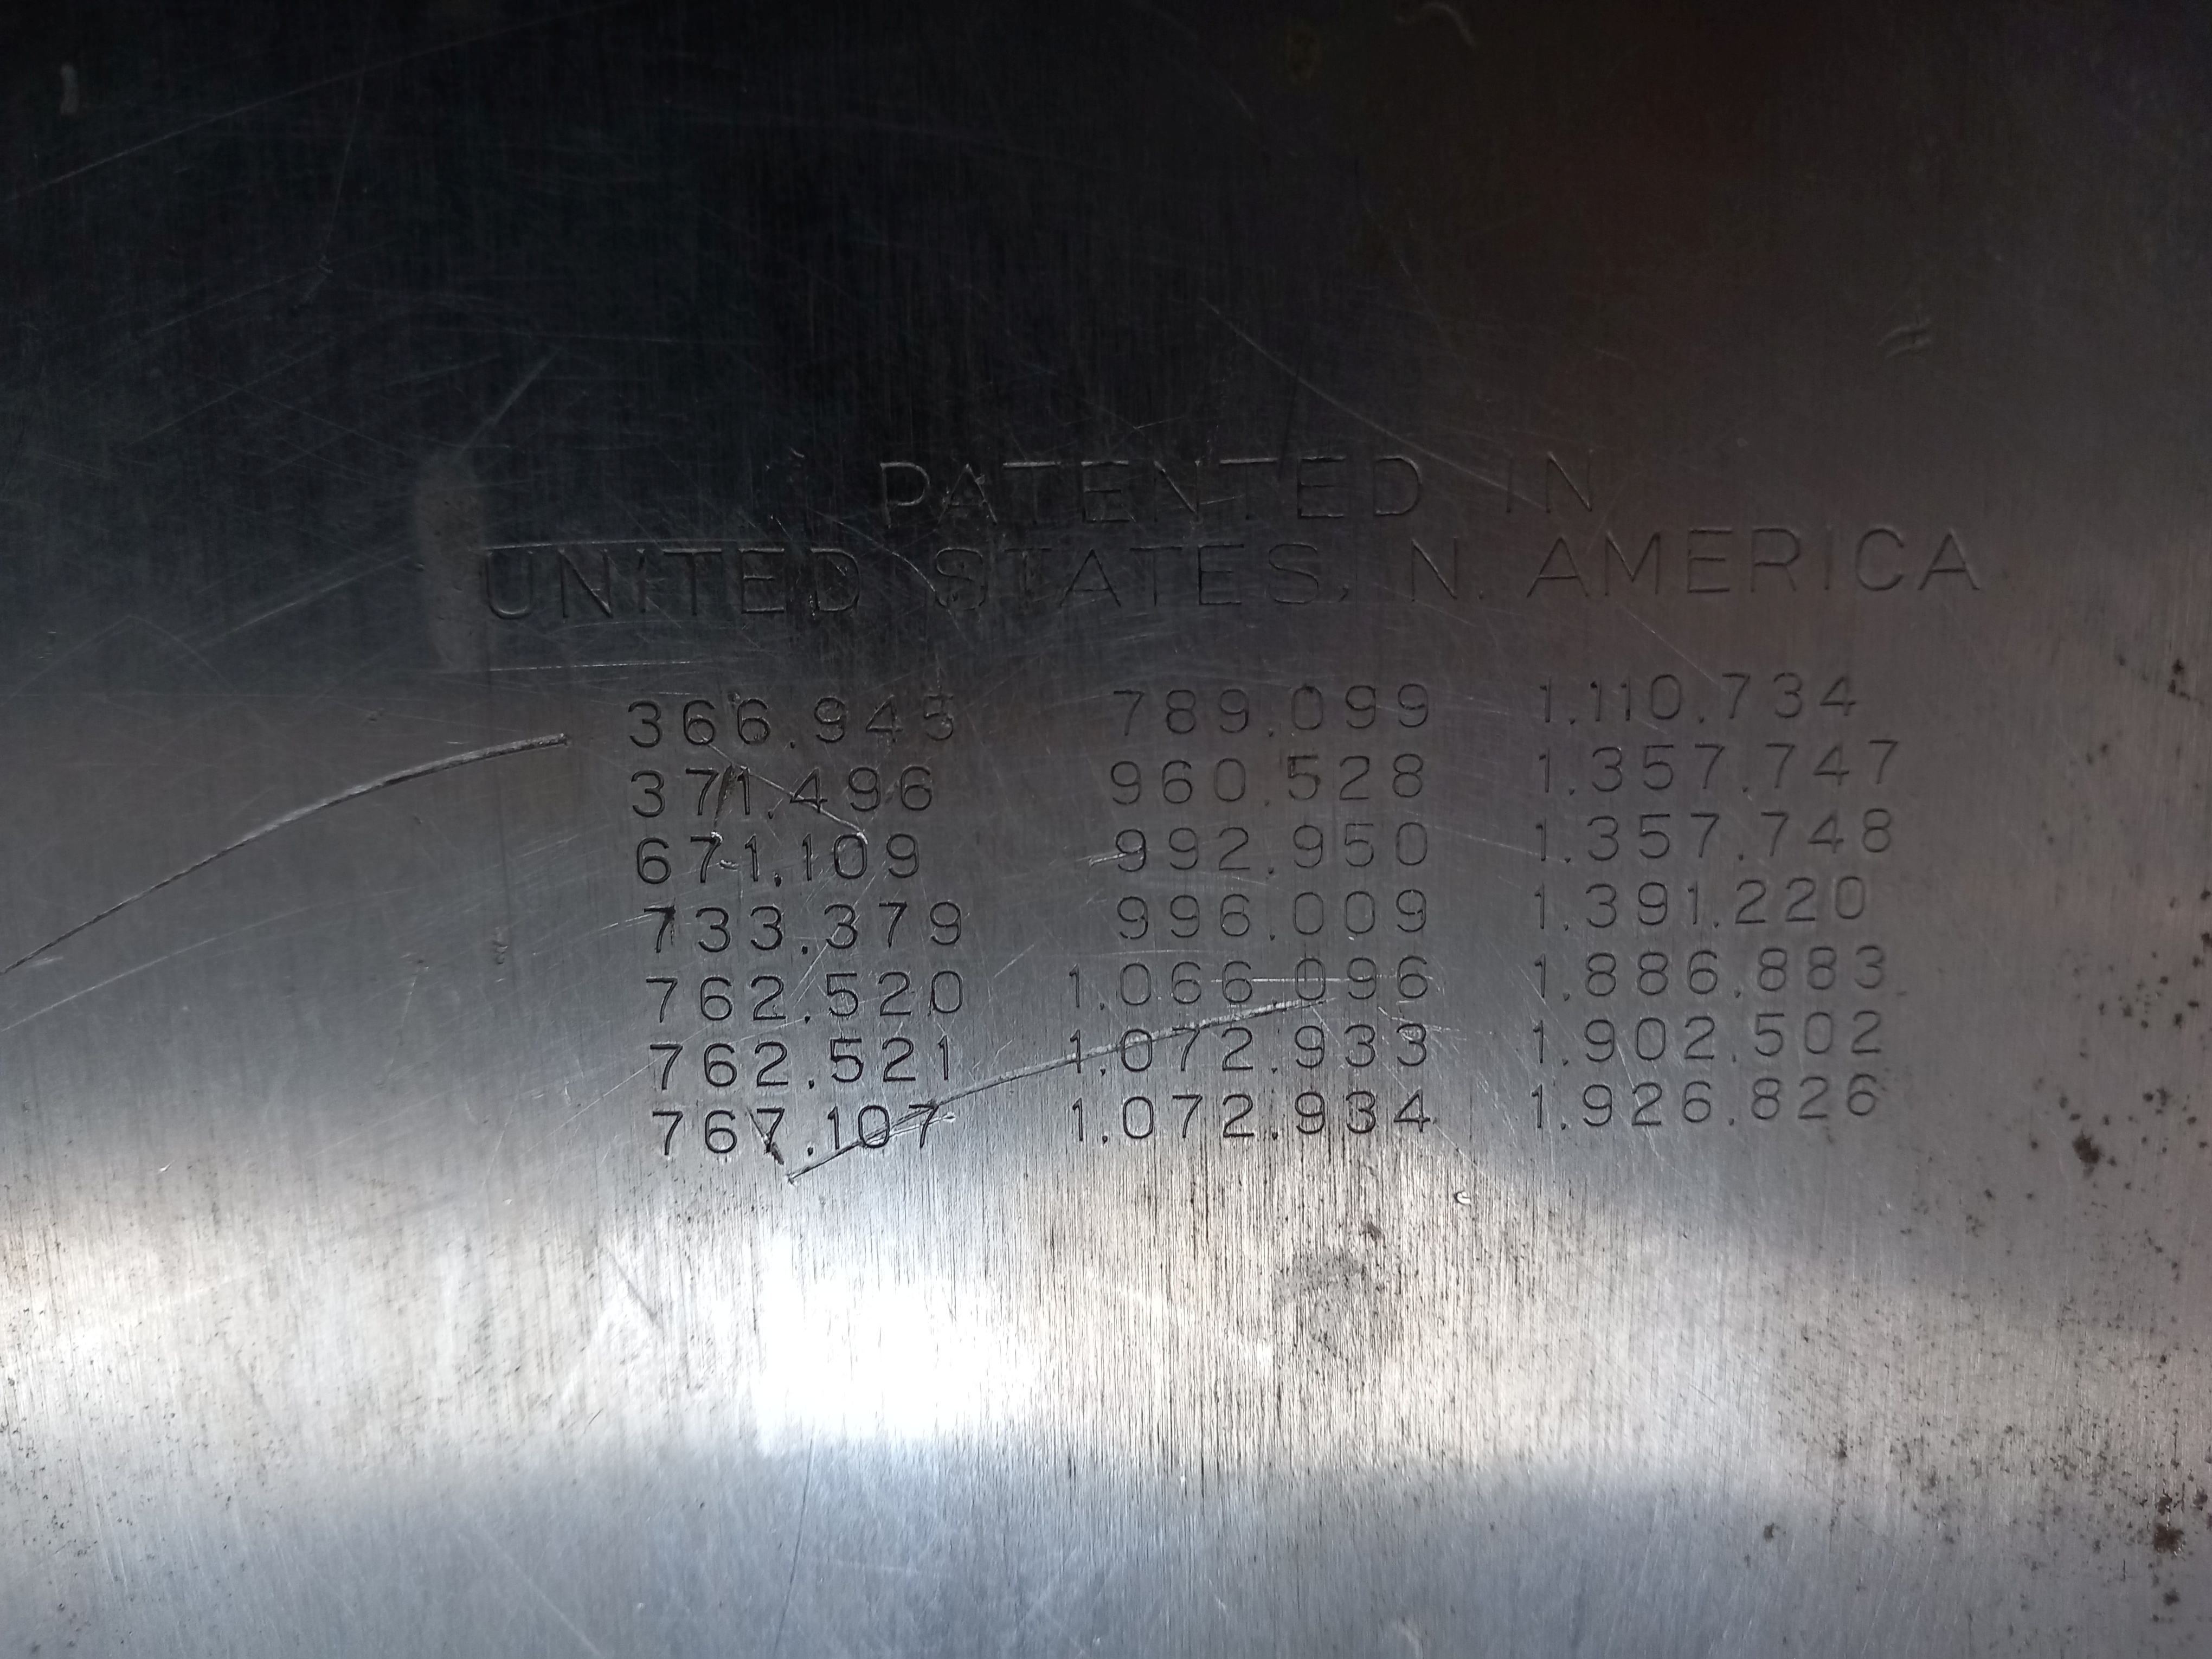 PATENTED IN
UNITED STATES, N. AMERICA
366.945 789.099 1.110.734
371.496 960.528 1.357.747
671.109 992.950 1.357.748
733.379 996.009 1.391.220
762.520 1.066.096 1.886.883
762.521 1.072.933 1.902.502
767.107 1.072.934 1.926.826